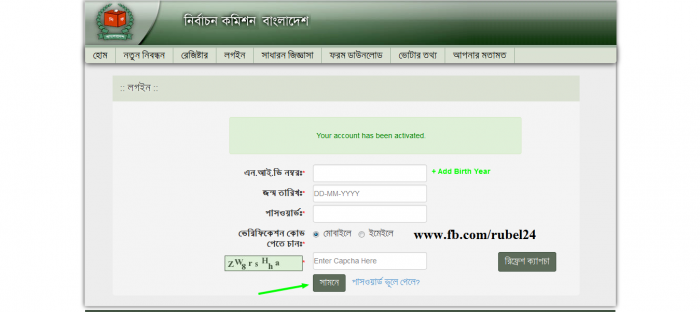 নির্বাচন কমিশন বাংলাদেশ
হোম নতুন নিবন্ধন রেজিষ্টার লগইন সাধারন জিজ্ঞাসা ফরম ডাউনলোড ভোটার তথ্য আপনার মতামত
:: লগইন ::
Your account has been activated.
এন.আই.ডি নম্বরঃ* + Add Birth Year
জন্ম তারিখঃ* DD-MM-YYYY
পাসওয়ার্ডঃ*
ভেরিফিকেশন কোড
পেতে চানঃ* মোবাইলে ইমেইলে www.fb.com/rubel24
ZW8rsHha * Enter Capcha Here রিফ্রেশ ক্যাপচা
সামনে পাসওয়ার্ড ভুলে গেলে?